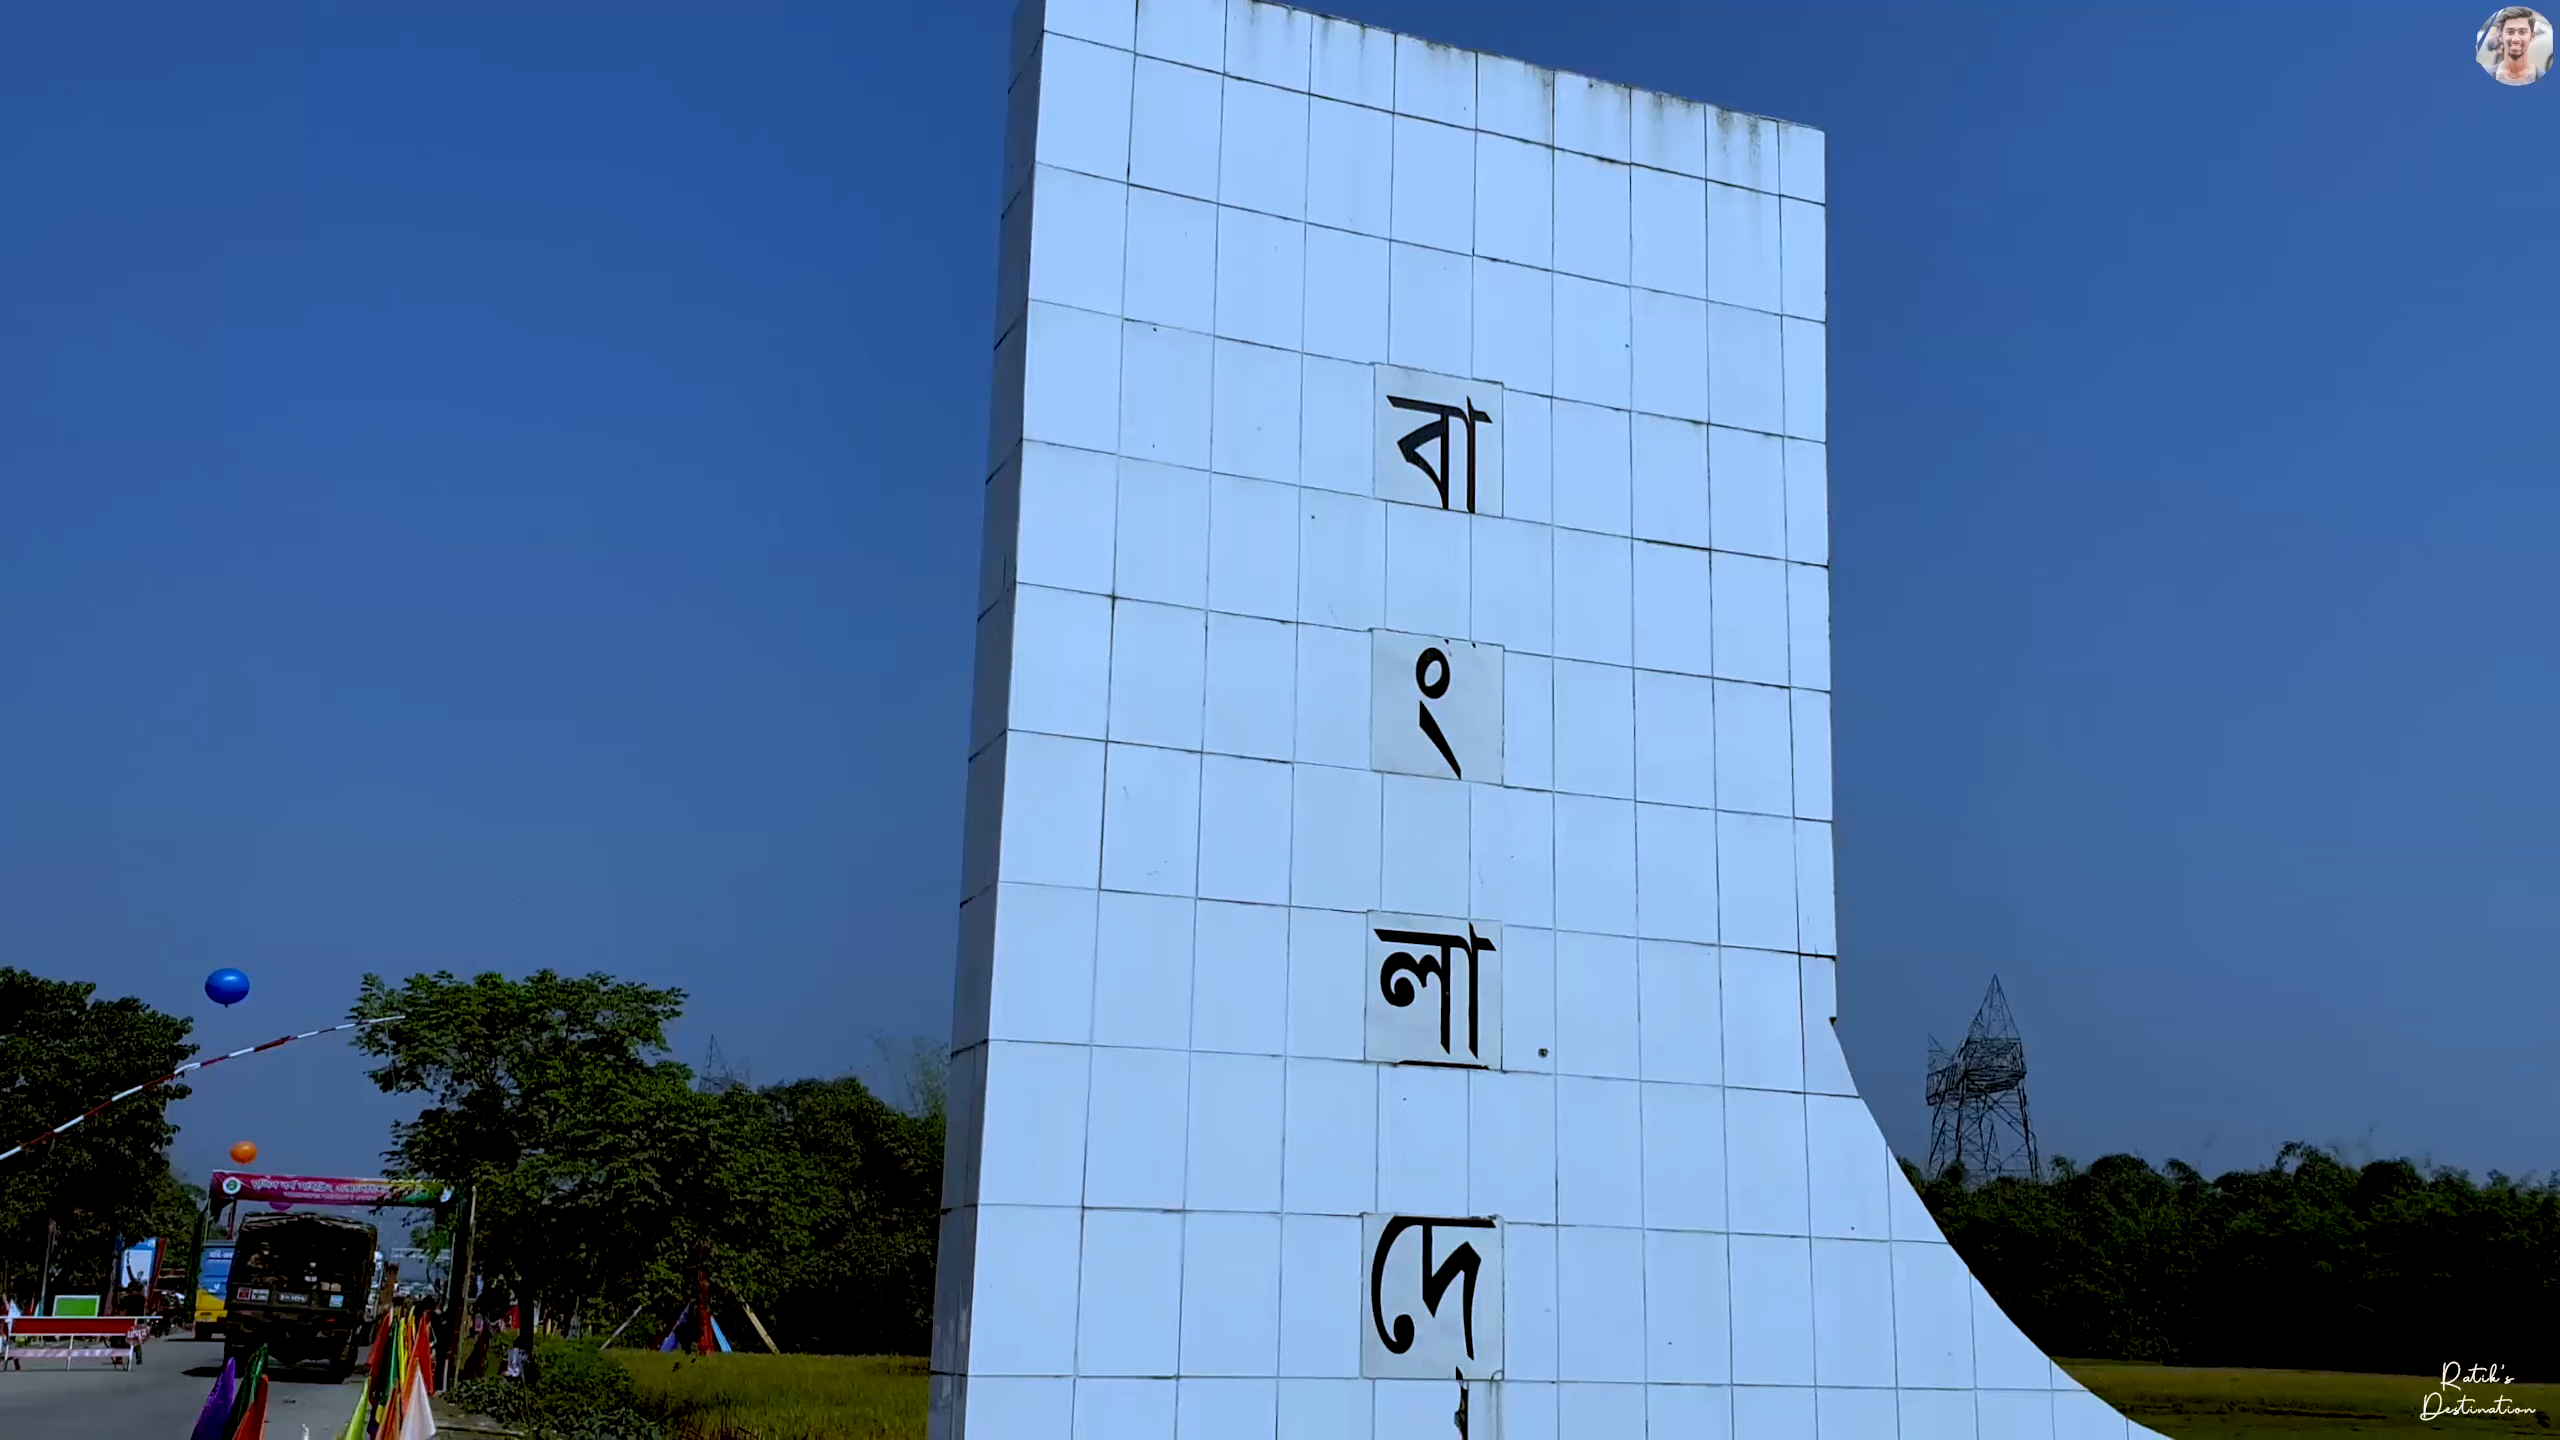 বা
ং
লা
দে
Ratik's
Destination